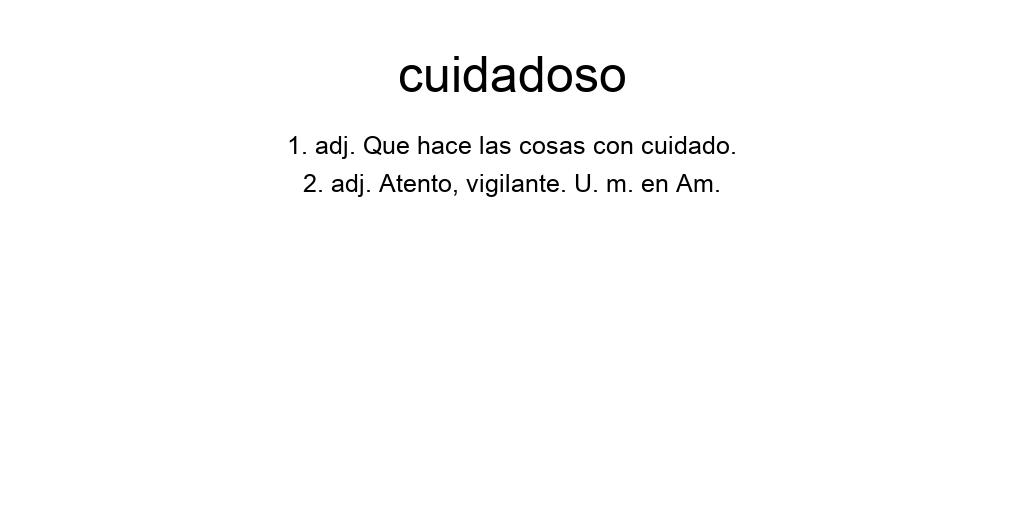 cuidadoso
1. adj. Que hace las cosas con cuidado.
2. adj. Atento, vigilante. U. m. en Am.